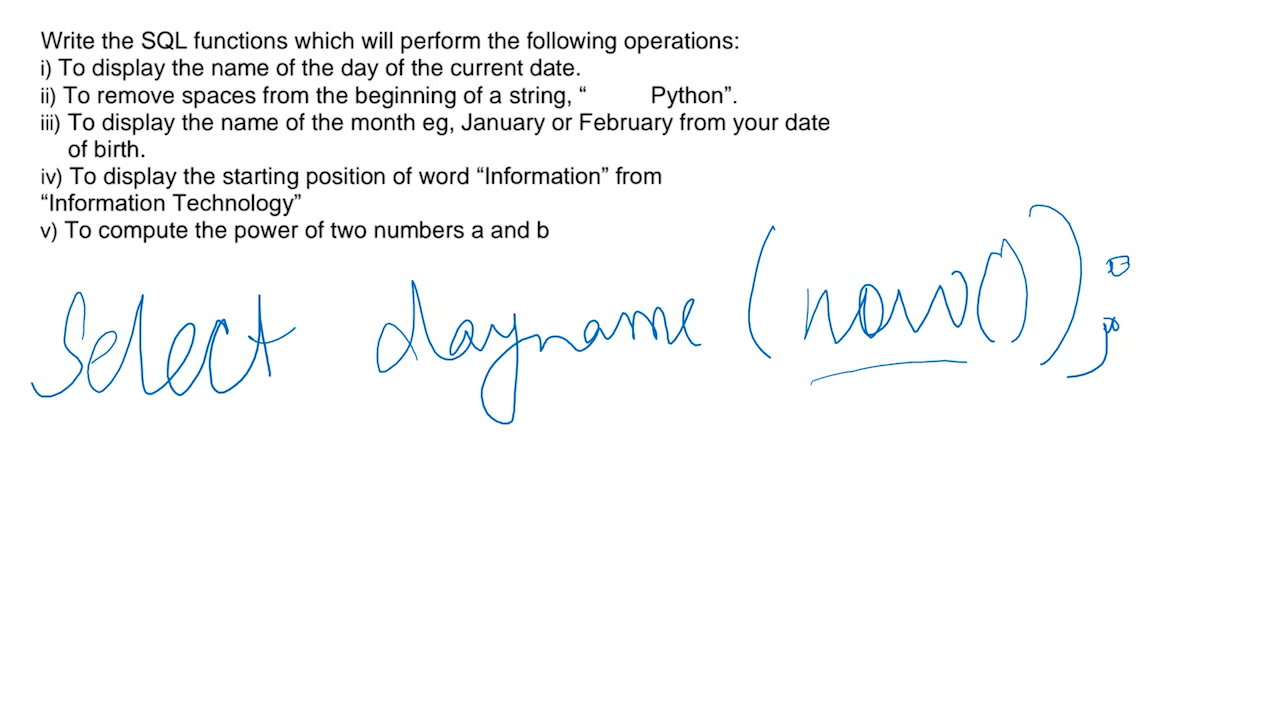 Write the SQL functions which will perform the following operations:
i) To display the name of the day of the current date.
ii) To remove spaces from the beginning of a string, “ Python”.
iii) To display the name of the month eg, January or February from your date
of birth.
iv) To display the starting position of word “Information” from
“Information Technology”
v) To compute the power of two numbers a and b
Select dayname (now());